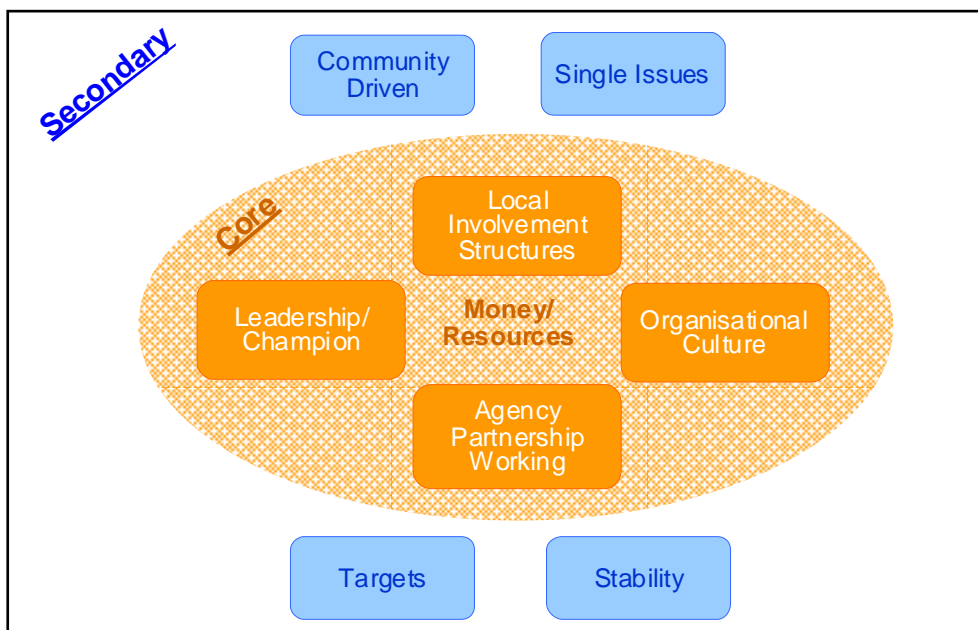 Secondary
Community
Driven
Single Issues
Core
Local
Involvement
Structures
Leadership/
Champion
Money/
Resources
Organisational
Culture
Agency
Partnership
Working
Targets
Stability